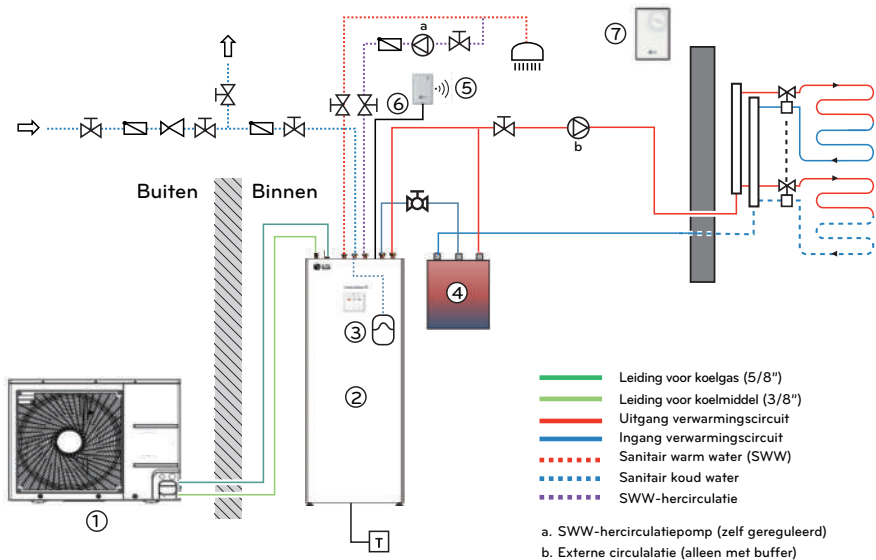 a
⑦
⑤
⑥
b
Buiten
Binnen
LG
④
③
②
①
T
Leiding voor koelgas (5/8")
Leiding voor koelmiddel (3/8")
Uitgang verwarmingscircuit
Ingang verwarmingscircuit
Sanitair warm water (SWW)
Sanitair koud water
SWW-hercirculatie
a. SWW-hercirculatiepomp (zelf gereguleerd)
b. Externe circulalatie (alleen met buffer)